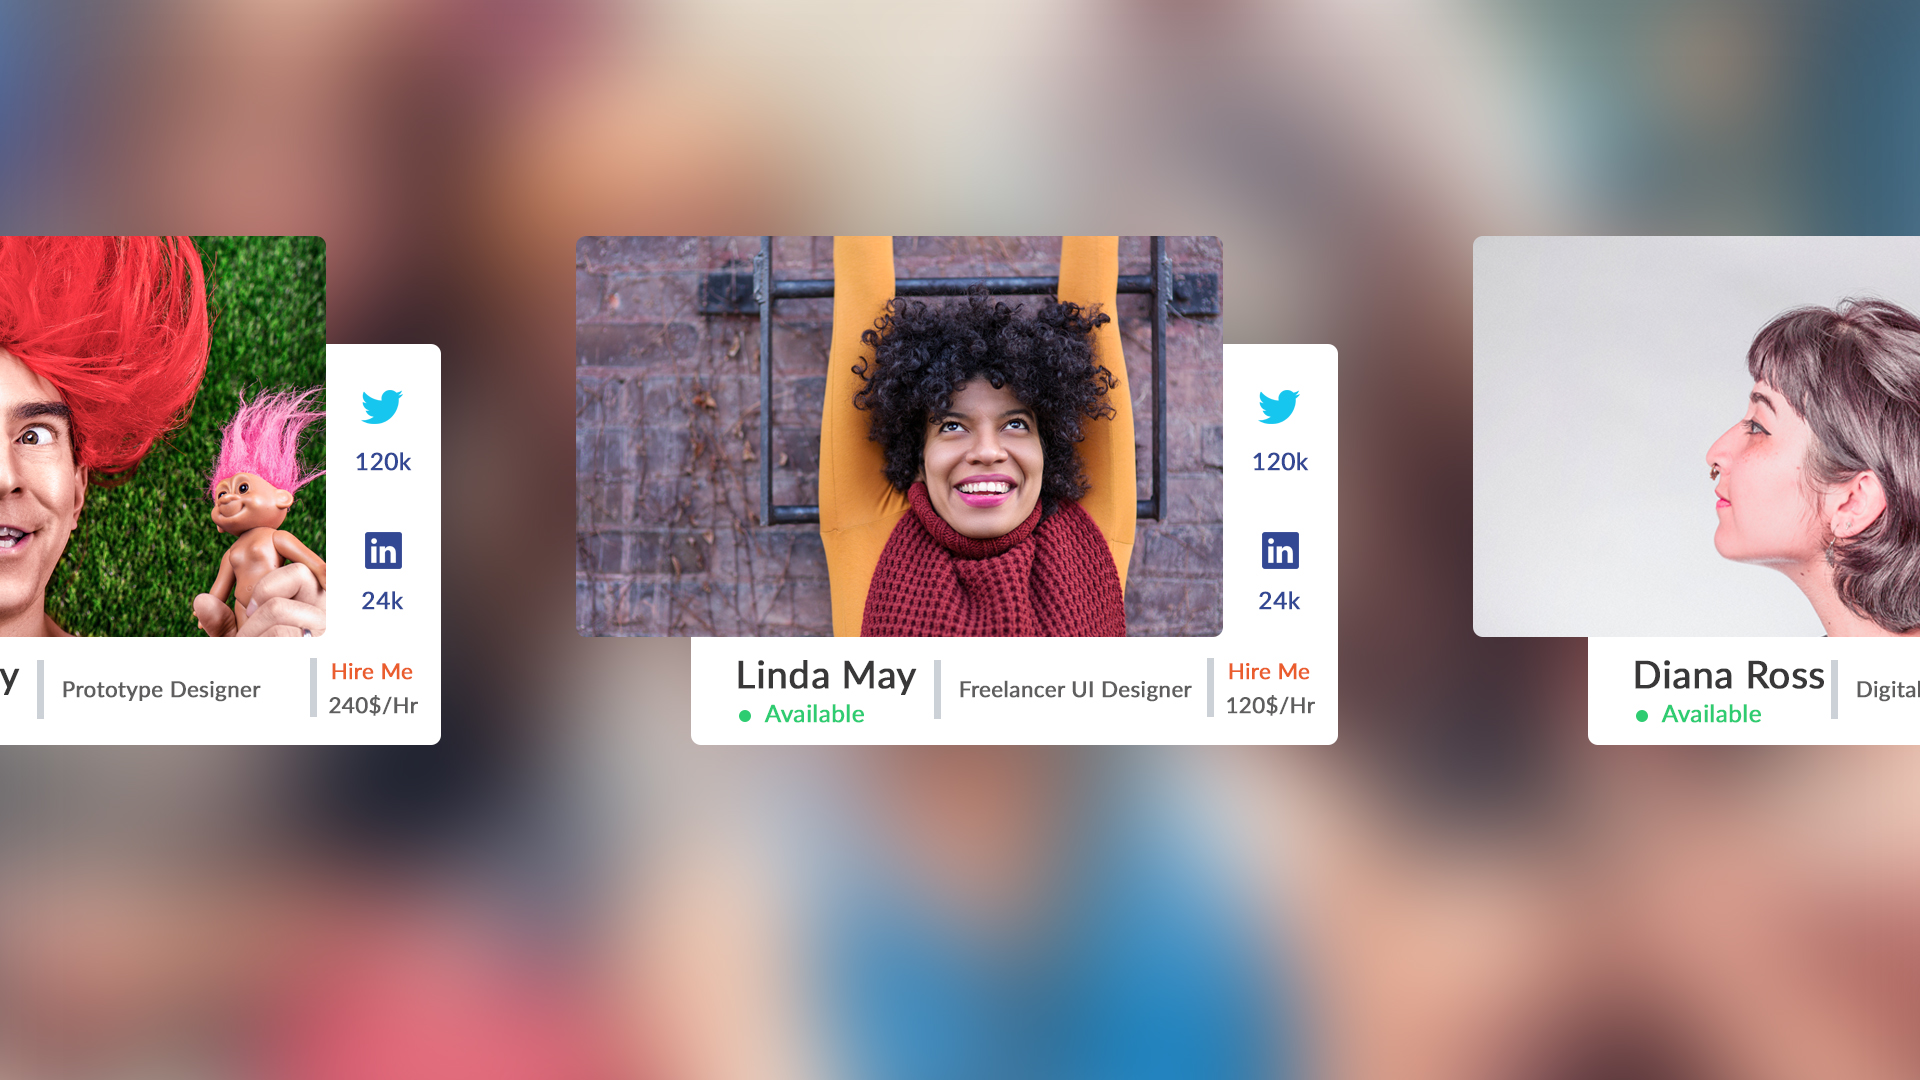 120k
24k
y
Prototype Designer
Hire Me
240$/Hr
120k
24k
Linda May
Available
Freelancer UI Designer
Hire Me
120$/Hr
Diana Ross
Available
Digital